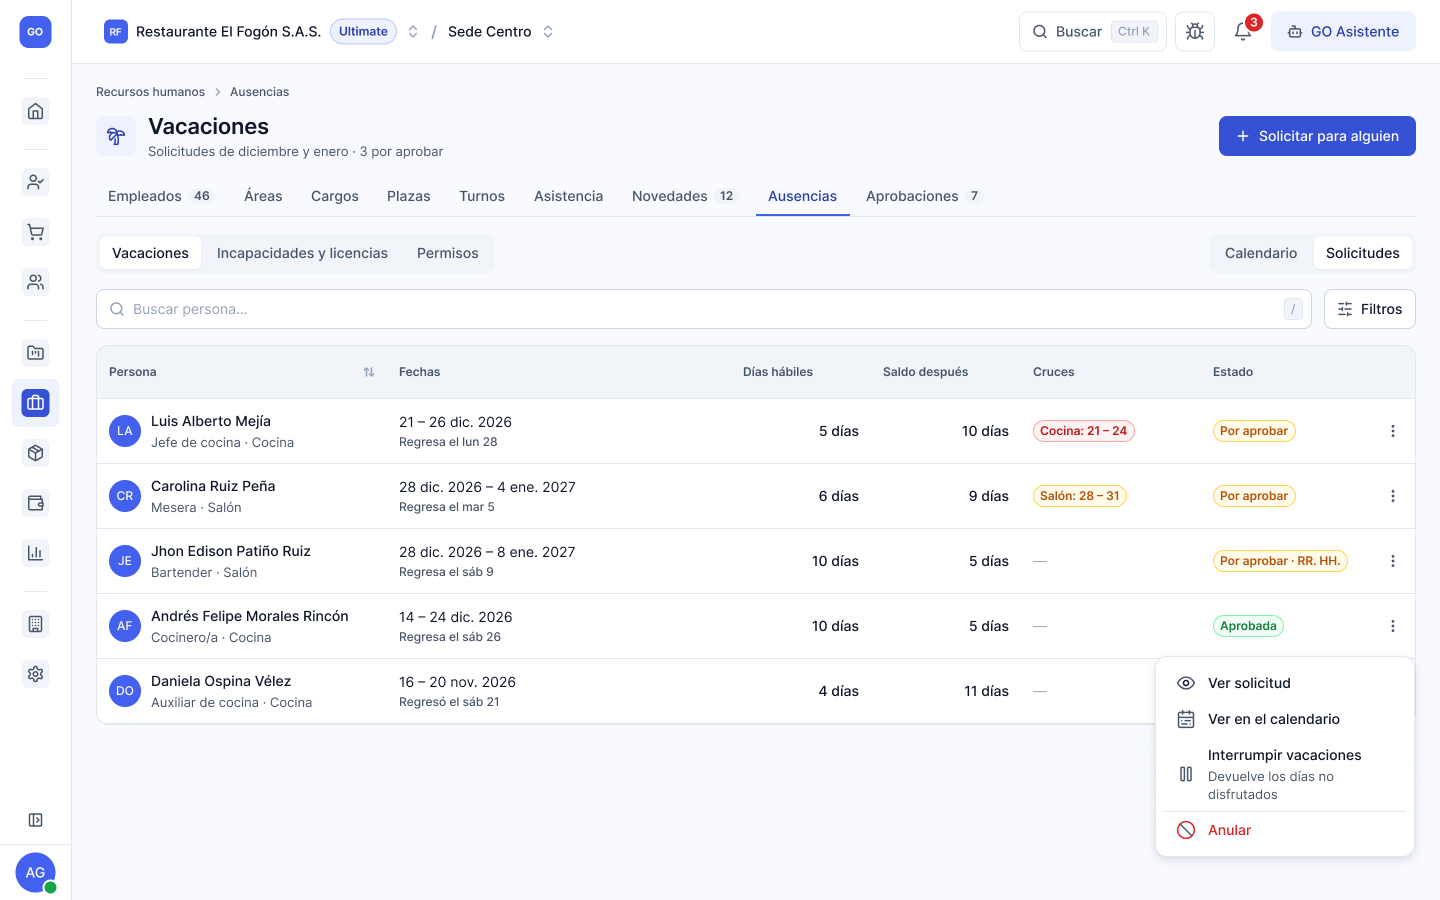 GO
RF Restaurante El Fogón S.A.S. Ultimate / Sede Centro
Buscar Ctrl K
3
GO Asistente
Recursos humanos > Ausencias
Vacaciones
Solicitudes de diciembre y enero · 3 por aprobar
+ Solicitar para alguien
Empleados 46 Áreas Cargos Plazas Turnos Asistencia Novedades 12 Ausencias Aprobaciones 7
Vacaciones Incapacidades y licencias Permisos
Calendario Solicitudes
Buscar persona... /
Filtros
Persona Fechas Días hábiles Saldo después Cruces Estado
LA Luis Alberto Mejía
Jefe de cocina · Cocina
21 – 26 dic. 2026
Regresa el lun 28
5 días 10 días Cocina: 21 – 24 Por aprobar
CR Carolina Ruiz Peña
Mesera · Salón
28 dic. 2026 – 4 ene. 2027
Regresa el mar 5
6 días 9 días Salón: 28 – 31 Por aprobar
JE Jhon Edison Patiño Ruiz
Bartender · Salón
28 dic. 2026 – 8 ene. 2027
Regresa el sáb 9
10 días 5 días — Por aprobar · RR. HH.
AF Andrés Felipe Morales Rincón
Cocinero/a · Cocina
14 – 24 dic. 2026
Regresa el sáb 26
10 días 5 días — Aprobada
DO Daniela Ospina Vélez
Auxiliar de cocina · Cocina
16 – 20 nov. 2026
Regresó el sáb 21
4 días 11 días —
Ver solicitud
Ver en el calendario
Interrumpir vacaciones
Devuelve los días no
disfrutados
Anular
AG